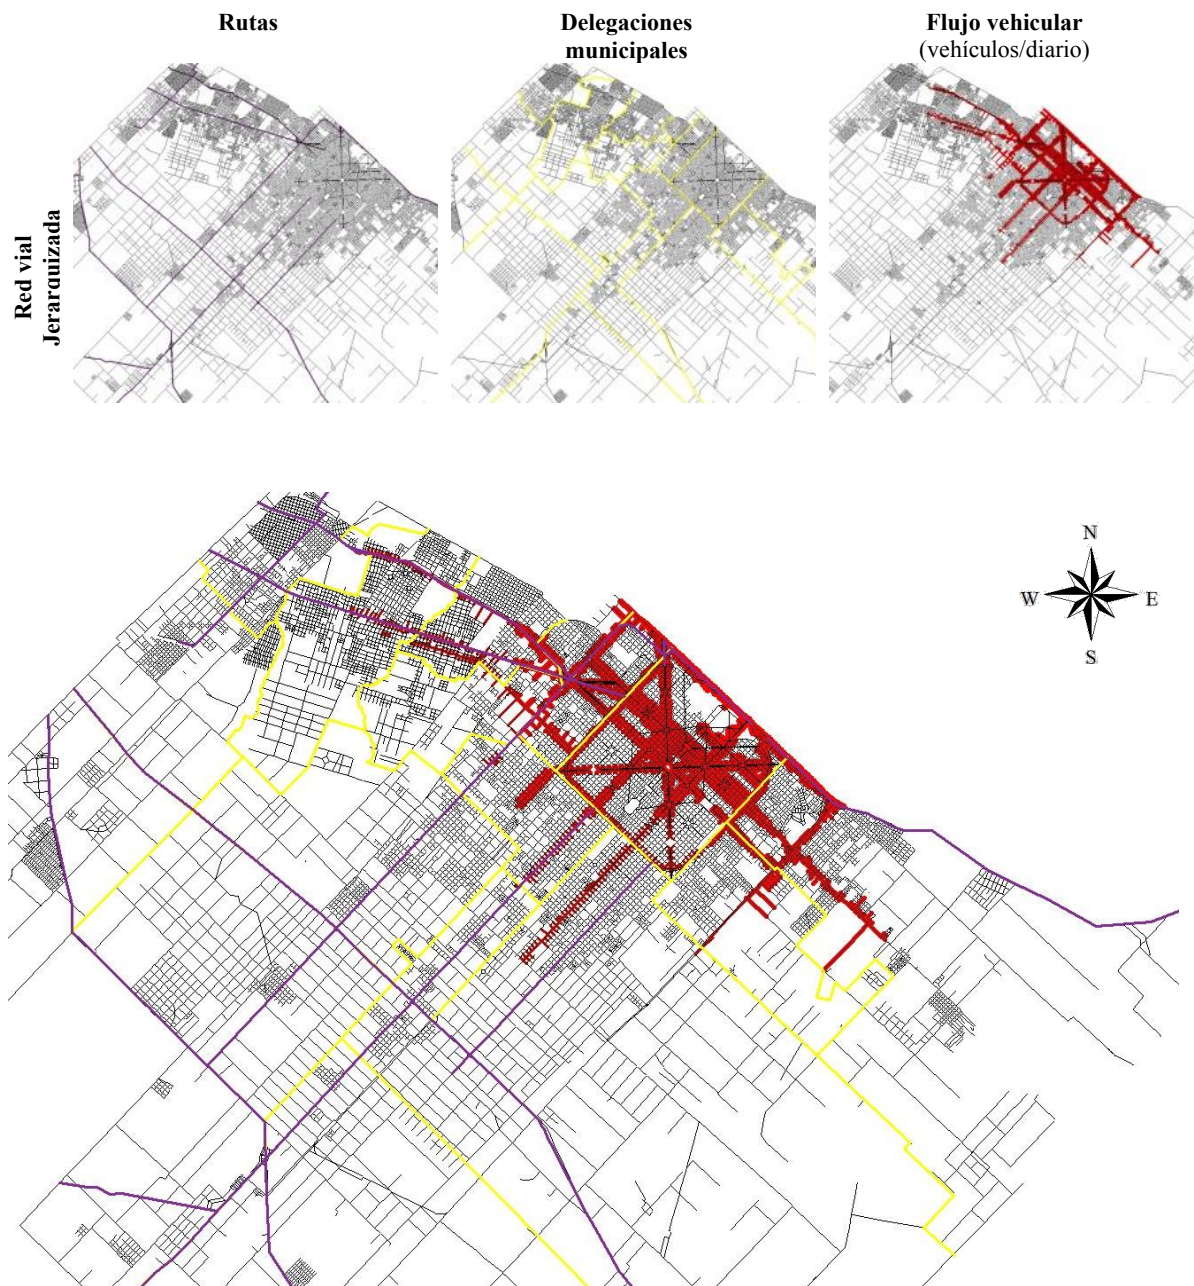 Rutas
Delegaciones
municipales
Flujo vehicular
(vehículos/diario)
Red vial
Jerarquizada
N
W
E
S